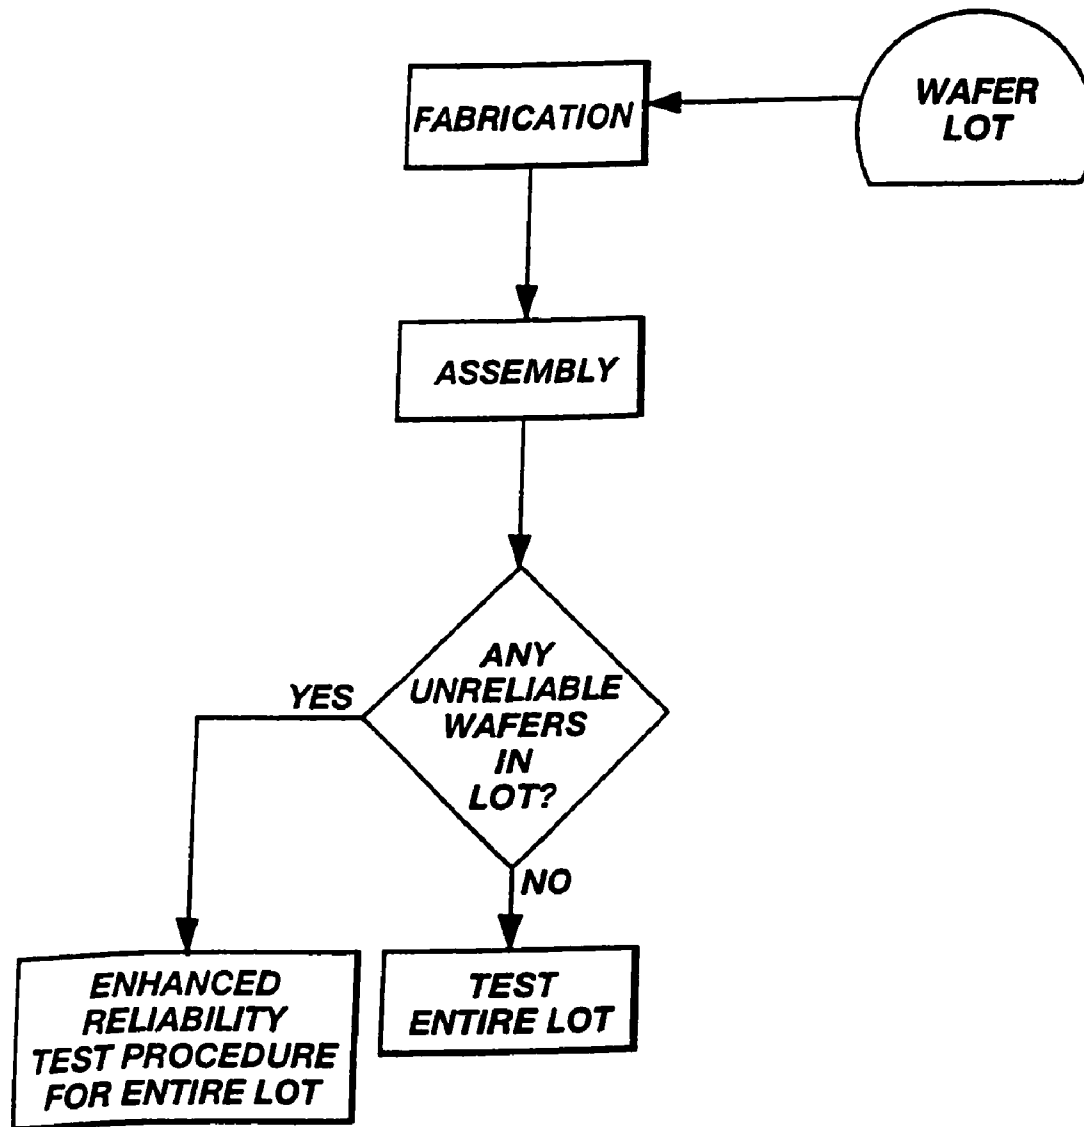 WAFER
LOT
FABRICATION
ASSEMBLY
ANY
UNRELIABLE
WAFERS
IN
LOT?
YES
NO
ENHANCED
RELIABILITY
TEST PROCEDURE
FOR ENTIRE LOT
TEST
ENTIRE LOT